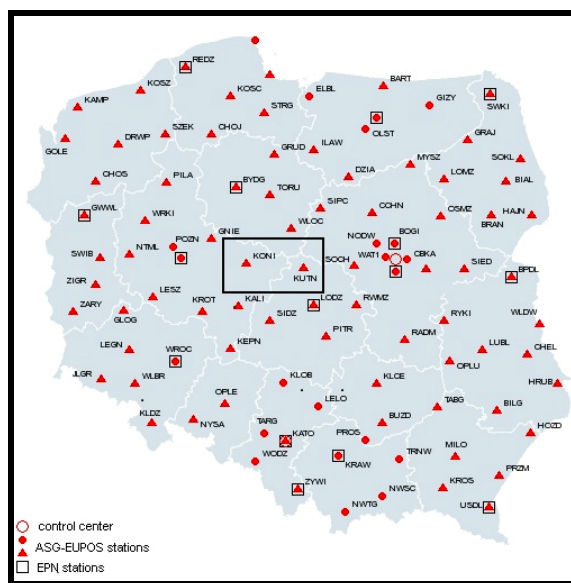 REDZ
KOSZ
KOSC
ELBL
BART
GIZY
SWKI
KAMP
STRG
OLST
GOLE
DRWP
SZEK
CHOJ
ILAW
GRAJ
GRUD
MYSZ
SOKL
CHOS
PILA
BYDG
DZIA
LOMZ
BIAL
TORU
GWWL
WRKI
SIPC
CCHN
OSMZ
HAJN
WLOC
BRAN
GNIE
NODW
BOGI
POZN
SWIB
NTML
KONI
SOCH
WAT1
CBKA
SIED
KUTN
BPDL
ZIGR
LESZ
KROT
KALI
LODZ
RWMZ
ZARY
GLOG
SIDZ
RYKI
WLDW
LEGN
WROC
KEPN
PITR
RADM
LUBL
CHEL
JLGR
WLBR
KLOB
KLCE
OPLU
HRUB
OPLE
LELO
TABG
BILG
KLDZ
NYSA
TARG
KATO
PROS
BUZD
HOZD
WODZ
KRAW
TRNW
MILO
PRZM
ZYWI
NWSC
KROS
NWTG
USDL
control center
ASG-EUPOS stations
EPN stations